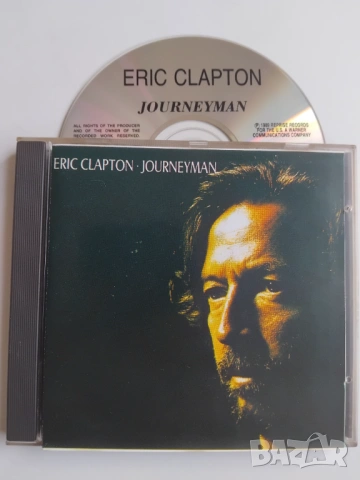 ERIC CLAPTON
JOURNEYMAN
ALL RIGHTS OF THE PRODUCER
AND OF THE OWNER OF THE
RECORDED WORK RESERVED.
REPRISE RECORDS
FOR THE U.S. A WARNER
COMMUNICATIONS COMPANY
ERIC CLAPTON · JOURNEYMAN
BAZAR